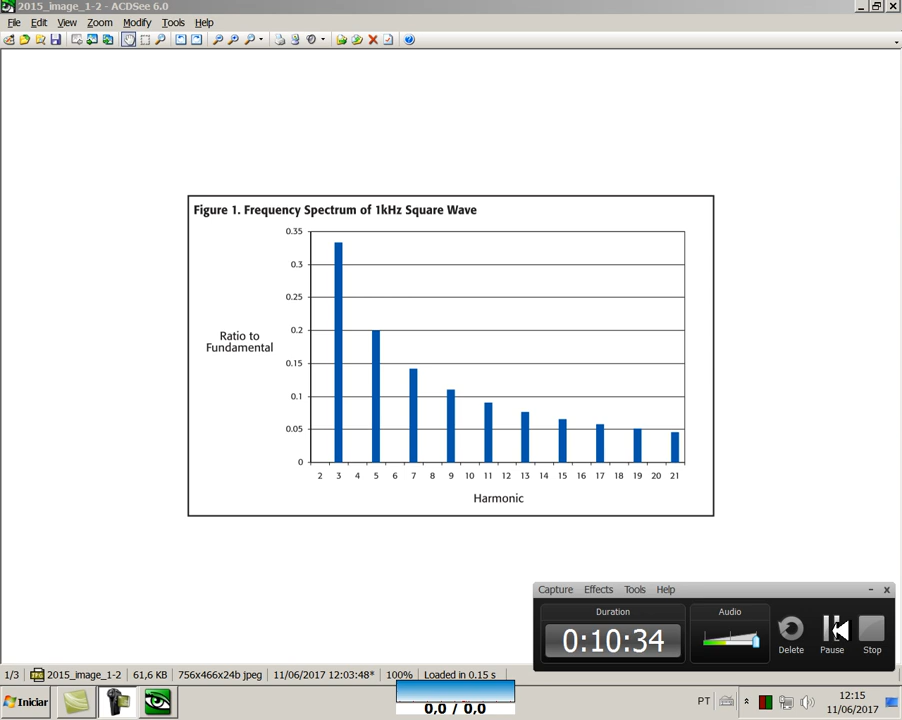 2015_image_1-2 - ACDSee 6.0
File Edit View Zoom Modify Tools Help
Figure 1. Frequency Spectrum of 1kHz Square Wave
0.35
0.3
0.25
0.2
0.15
0.1
0.05
0
Ratio to
Fundamental
2 3 4 5 6 7 8 9 10 11 12 13 14 15 16 17 18 19 20 21
Harmonic
Capture Effects Tools Help
Duration
0:10:34
Audio
Delete
Pause
Stop
1/3 2015_image_1-2 61,6 KB 756x466x24b jpeg 11/06/2017 12:03:48* 100% Loaded in 0.15 s
0,0 / 0,0
Iniciar
PT
12:15
11/06/2017